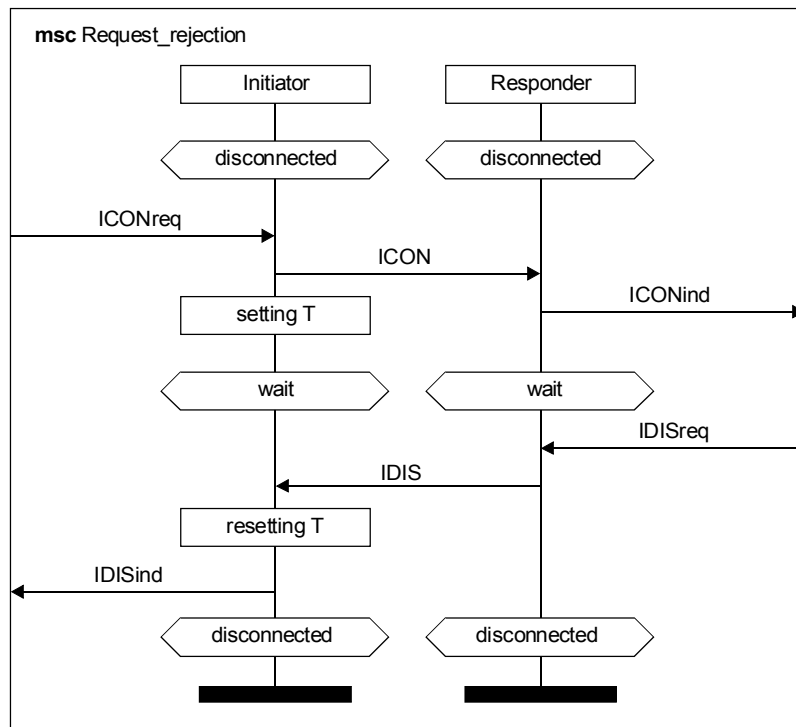 msc Request_rejection
Initiator
Responder
disconnected
disconnected
ICONreq
ICON
ICONind
setting T
wait
wait
IDISreq
IDIS
resetting T
IDISind
disconnected
disconnected